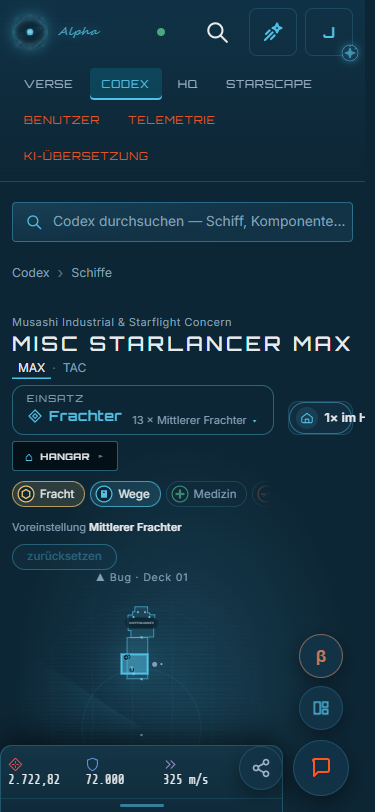 Alpha
VERSE CODEX HQ STARSCAPE
BENUTZER TELEMETRIE
KI-ÜBERSETZUNG
Codex durchsuchen — Schiff, Komponente...
Codex › Schiffe
Musashi Industrial & Starflight Concern
MISC STARLANCER MAX
MAX · TAC
EINSATZ
Frachter 13 × Mittlerer Frachter
1× im H
HANGAR
Fracht Wege Medizin
Voreinstellung Mittlerer Frachter
zurücksetzen
▲ Bug · Deck 01
β
2.722,82 72.000 325 m/s